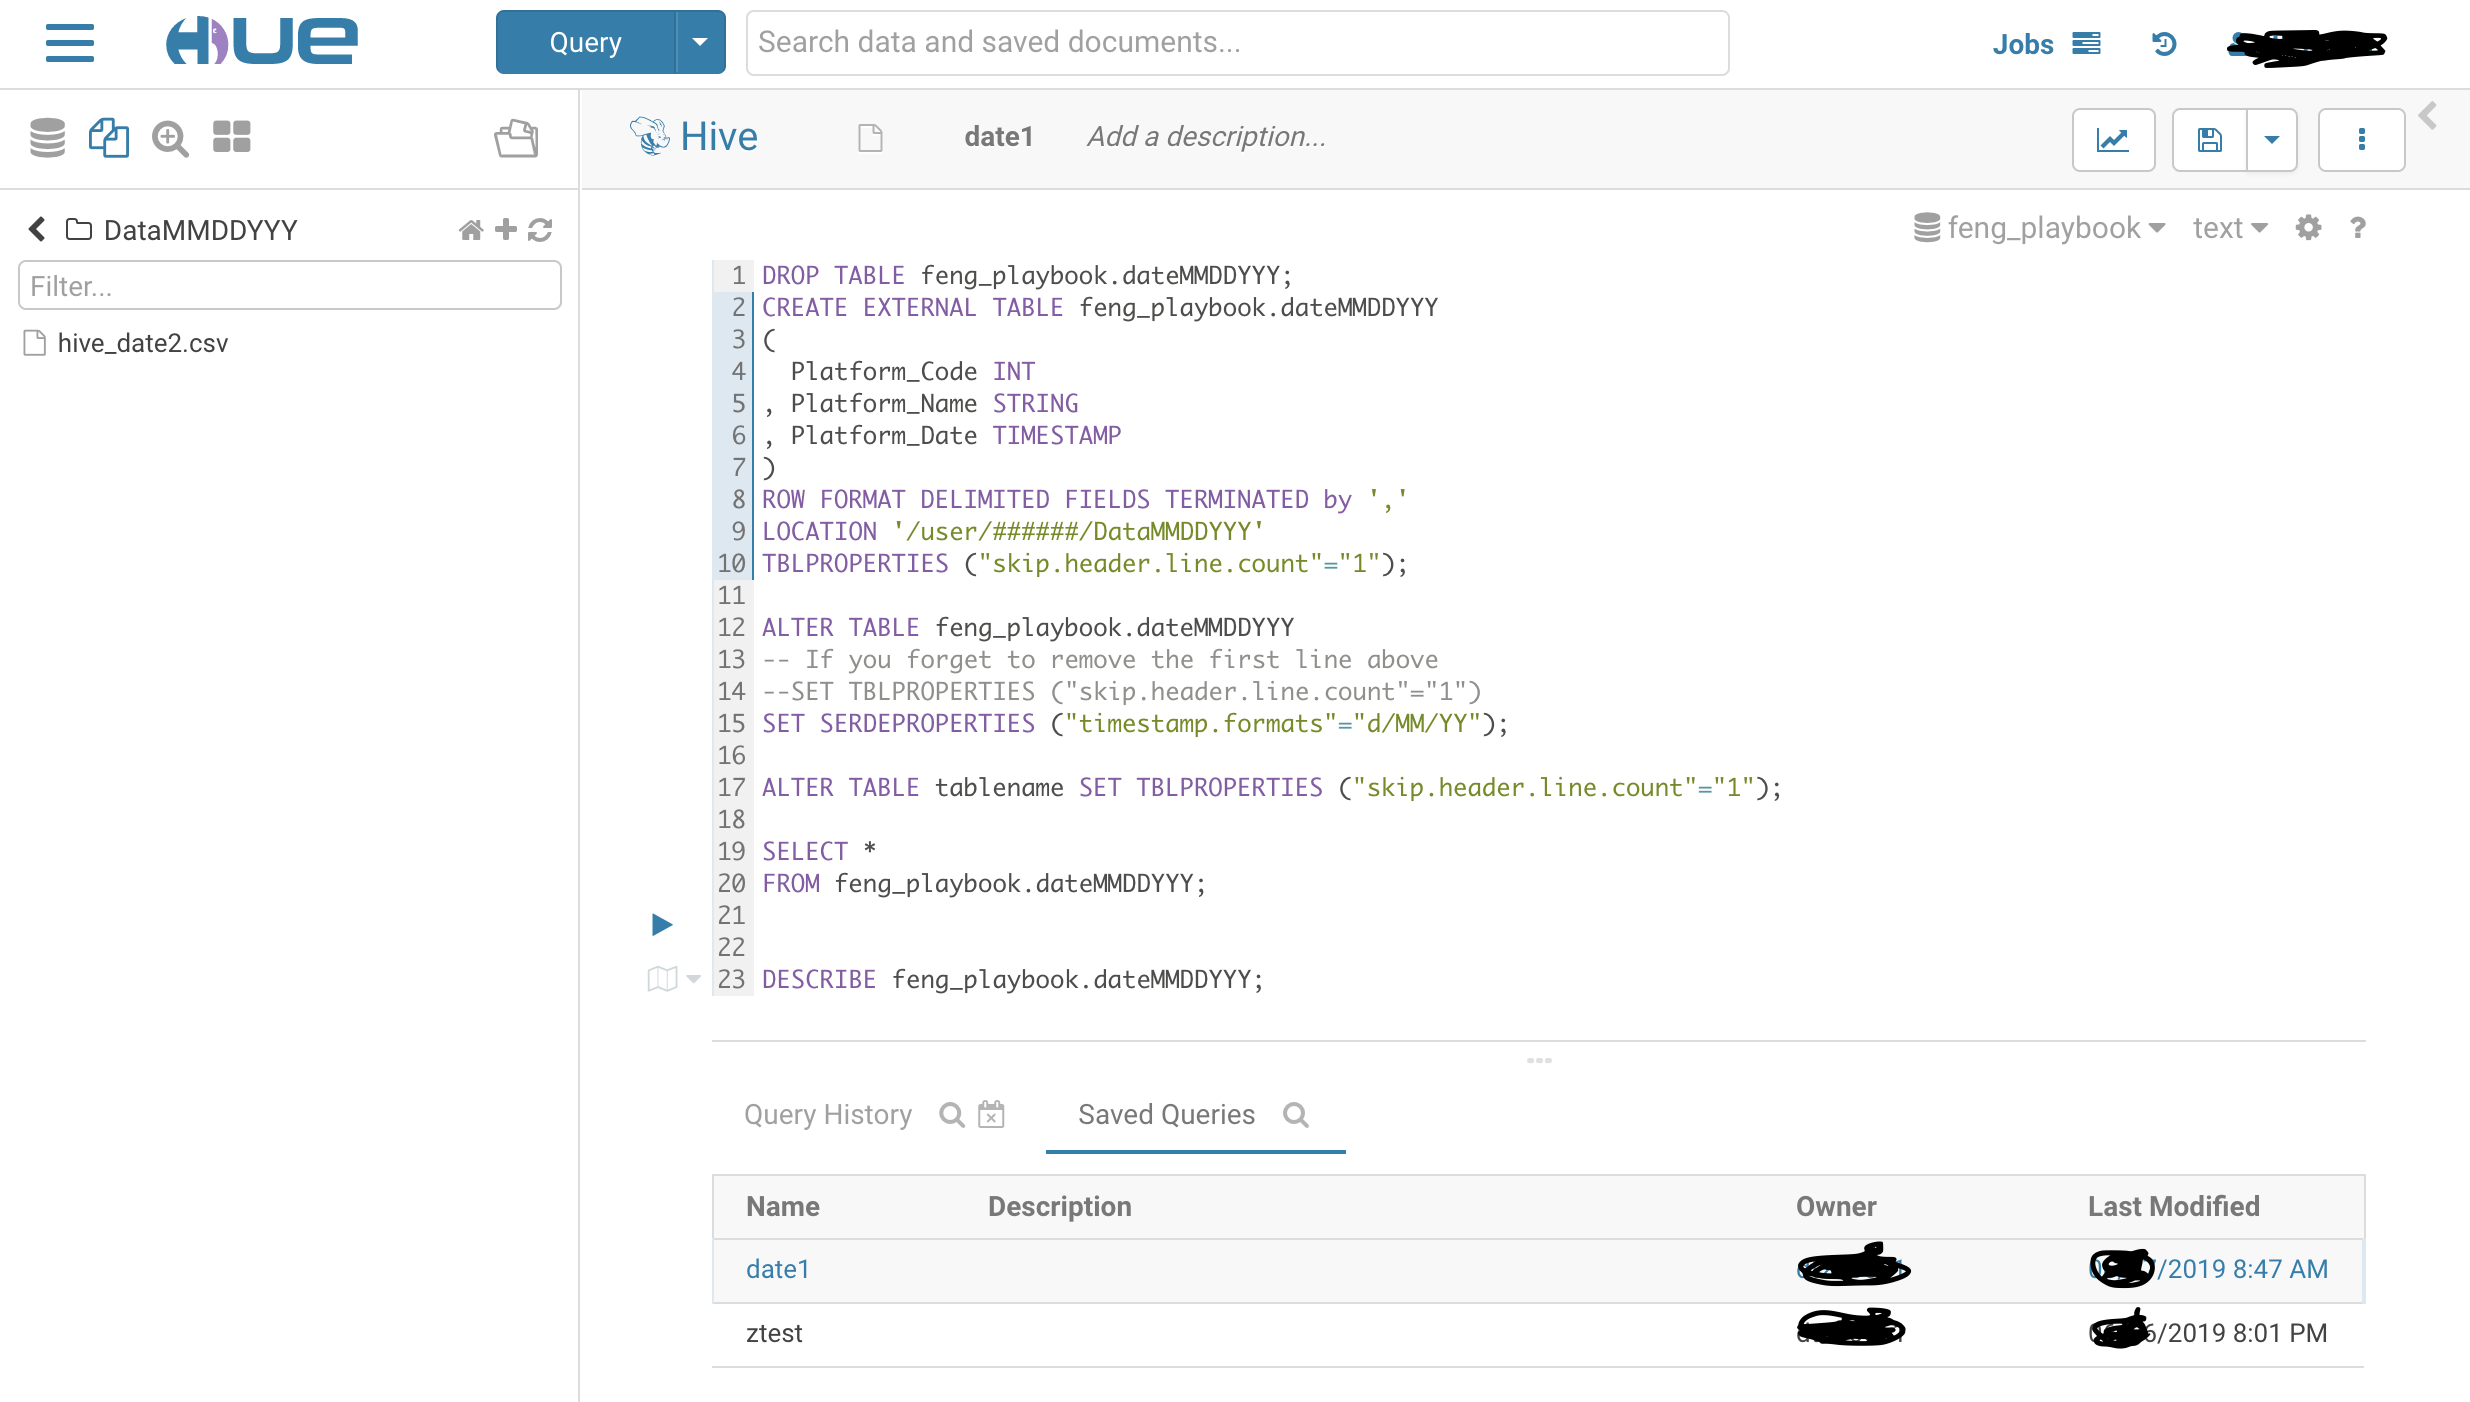 HUE
Query
Search data and saved documents...
Jobs
DataMMDDYYY
Filter...
hive_date2.csv
Hive
date1
Add a description...
feng_playbook
text
?
1 DROP TABLE feng_playbook.dateMMDDYYY;
2 CREATE EXTERNAL TABLE feng_playbook.dateMMDDYYY
3 (
4   Platform_Code INT
5 , Platform_Name STRING
6 , Platform_Date TIMESTAMP
7 )
8 ROW FORMAT DELIMITED FIELDS TERMINATED by ','
9 LOCATION '/user/######/DataMMDDYYY'
10 TBLPROPERTIES ("skip.header.line.count"="1");
11
12 ALTER TABLE feng_playbook.dateMMDDYYY
13 -- If you forget to remove the first line above
14 --SET TBLPROPERTIES ("skip.header.line.count"="1")
15 SET SERDEPROPERTIES ("timestamp.formats"="d/MM/YY");
16
17 ALTER TABLE tablename SET TBLPROPERTIES ("skip.header.line.count"="1");
18
19 SELECT *
20 FROM feng_playbook.dateMMDDYYY;
21
22
23 DESCRIBE feng_playbook.dateMMDDYYY;
Query History
Saved Queries
Name Description Owner Last Modified
date1 /2019 8:47 AM
ztest 6/2019 8:01 PM